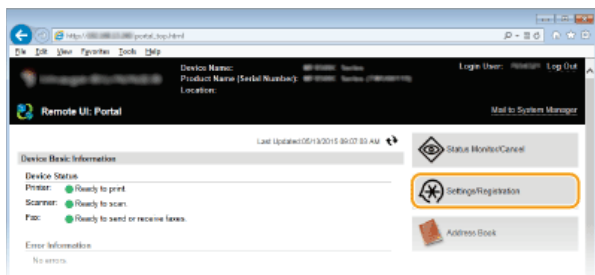 http://
portal_top.html
File Edit View Favorites Tools Help
Device Name: Series
Product Name (Serial Number): Series
Location:
Login User: Log Out
Remote UI: Portal
Mail to System Manager
Last Updated:05/13/2015 09:07:03 AM
Device Basic Information
Device Status
Printer: Ready to print.
Scanner: Ready to scan.
Fax: Ready to send or receive faxes.
Error Information
No errors.
Status Monitor/Cancel
Settings/Registration
Address Book